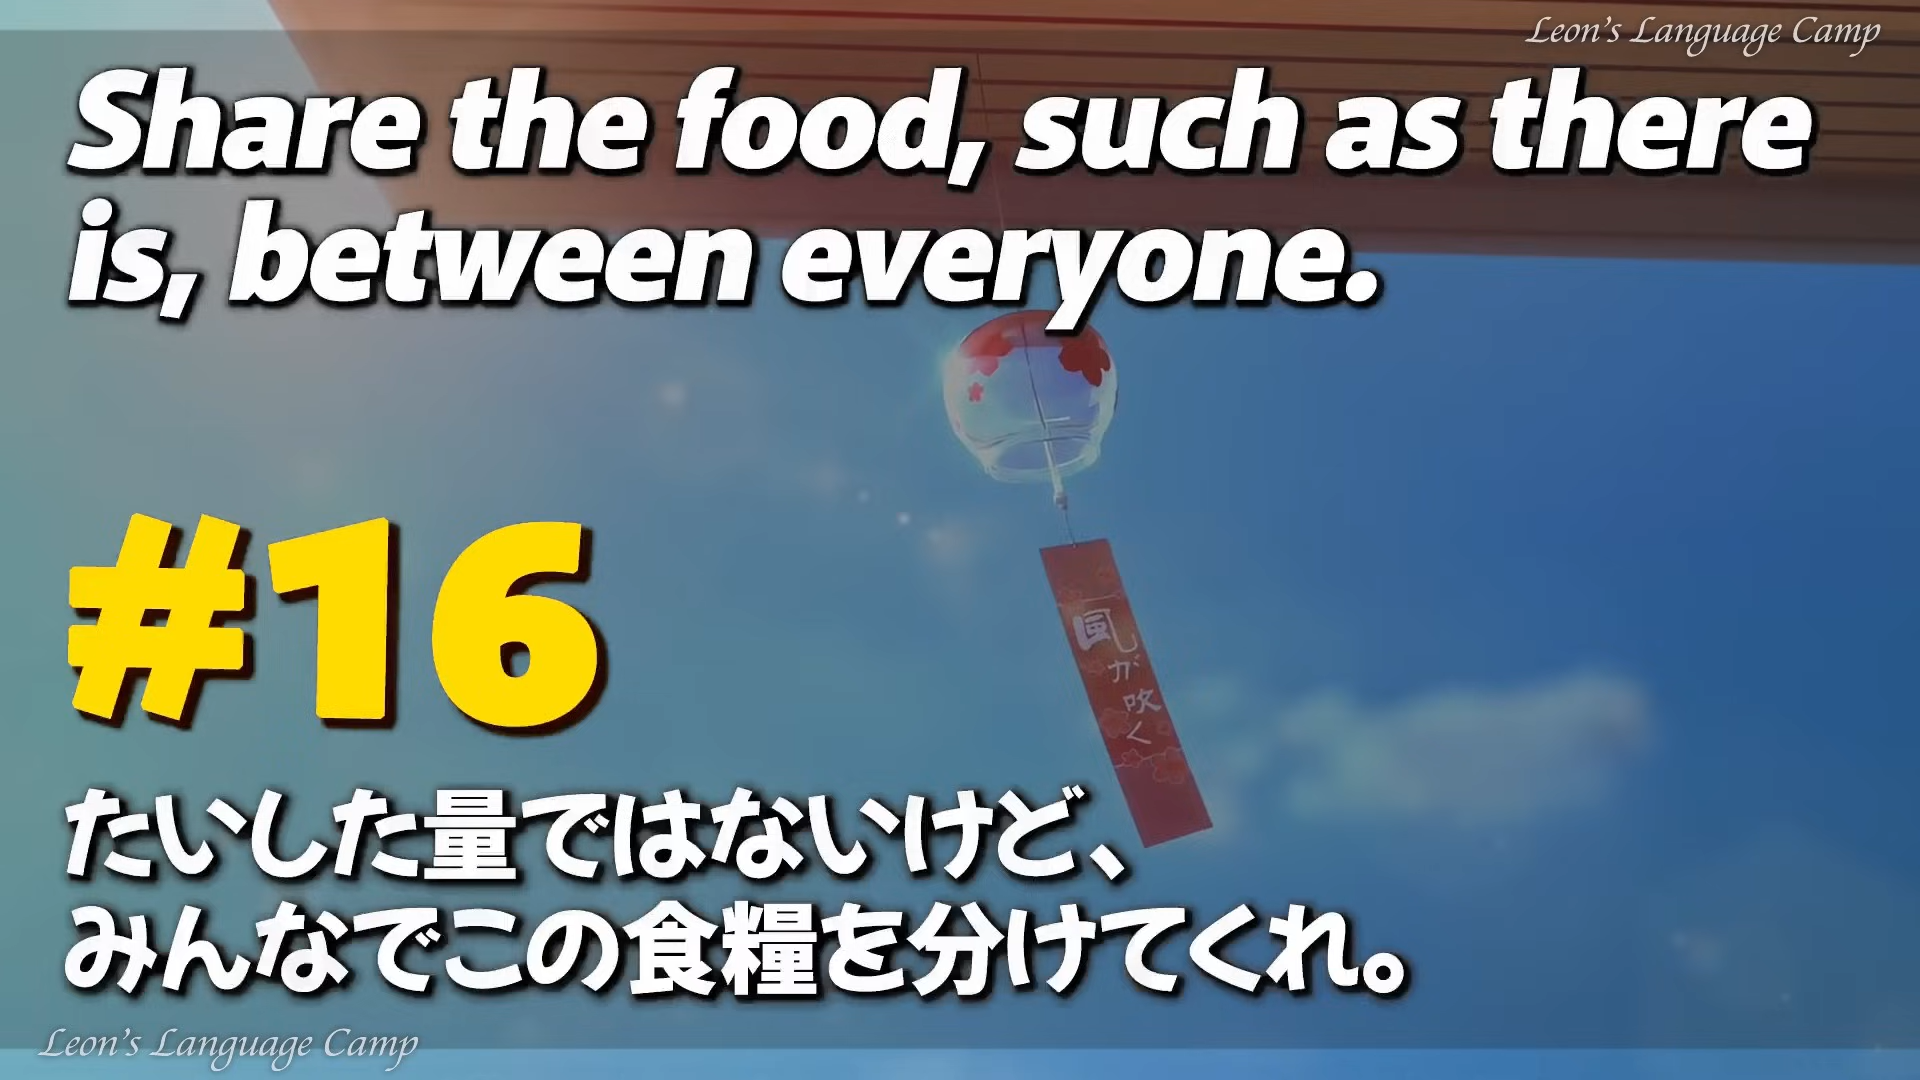 Leon's Language Camp
Share the food, such as there
is, between everyone.
#16
風が吹く
たいした量ではないけど、
みんなでこの食糧を分けてくれ。
Leon's Language Camp